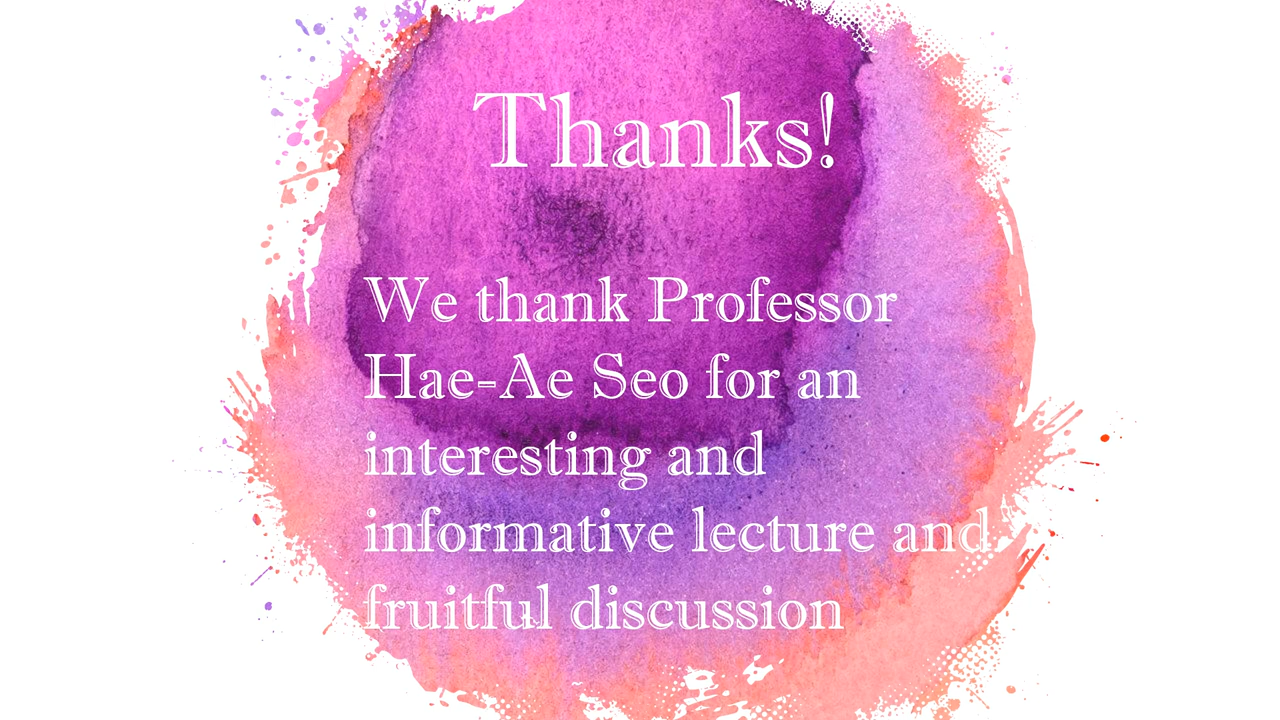 Thanks!
We thank Professor
Hae-Ae Seo for an
interesting and
informative lecture and
fruitful discussion